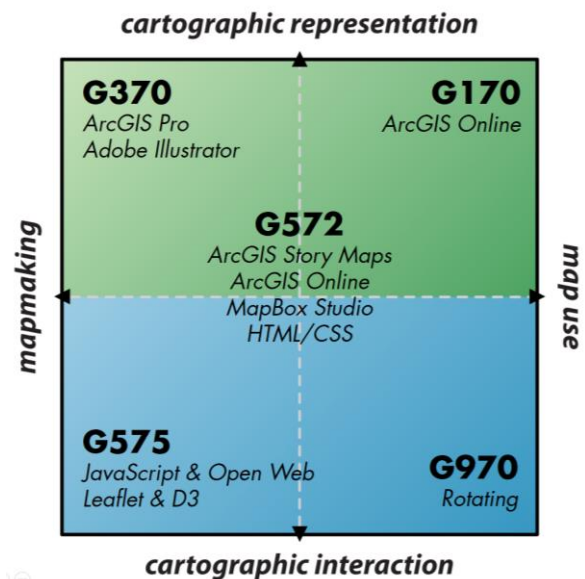 cartographic representation
G370
ArcGIS Pro
Adobe Illustrator
G170
ArcGIS Online
mapmaking
G572
ArcGIS Story Maps
ArcGIS Online
MapBox Studio
HTML/CSS
map use
G575
JavaScript & Open Web
Leaflet & D3
G970
Rotating
cartographic interaction